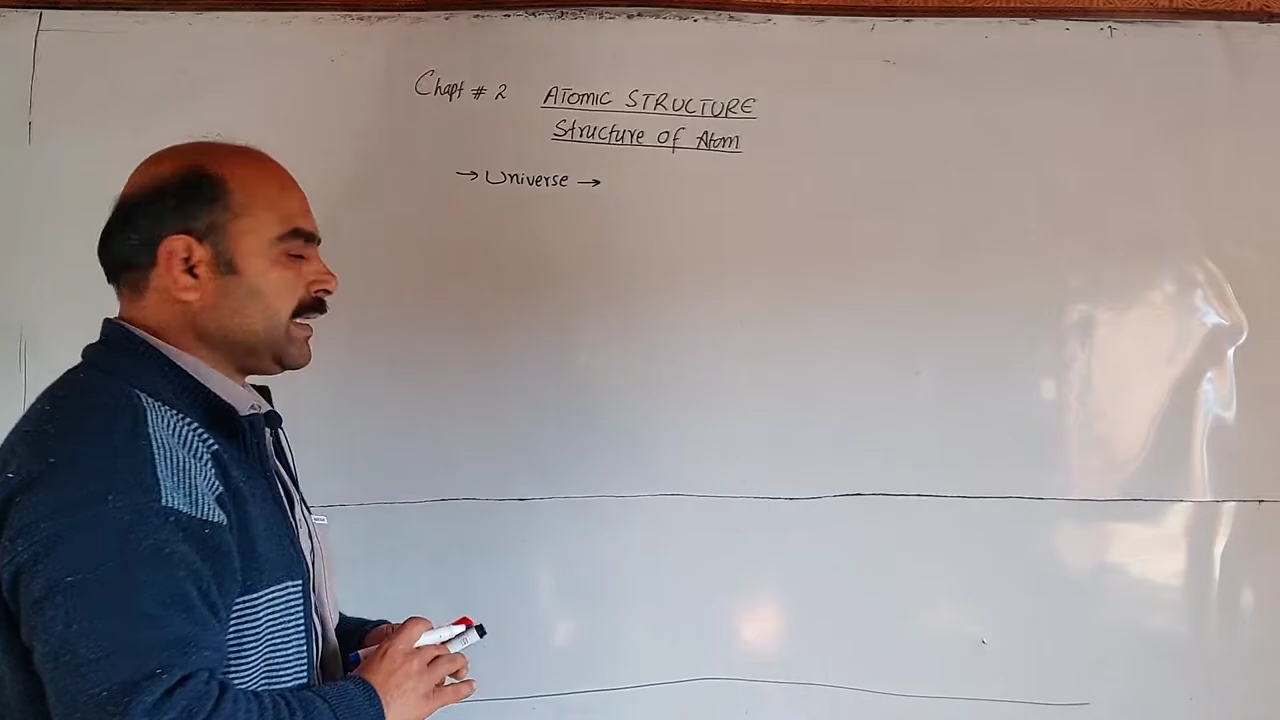 Chapt # 2 ATOMIC STRUCTURE
Structure of Atom
→ Universe →